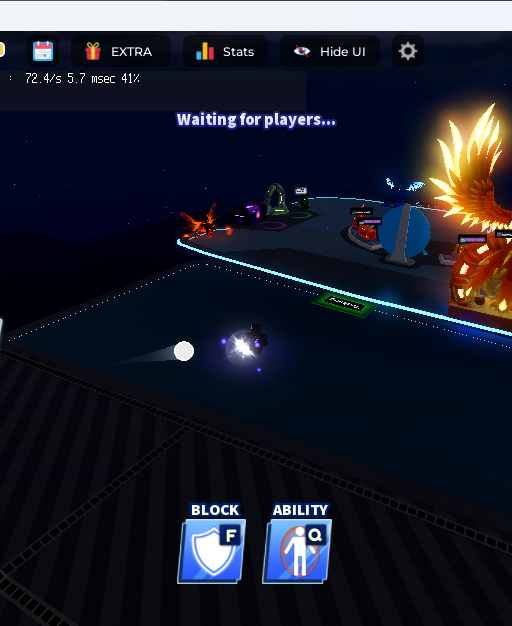 EXTRA
Stats
Hide UI
: 72.4/s 5.7 msec 41%
Waiting for players...
BLOCK
ABILITY
F
Q